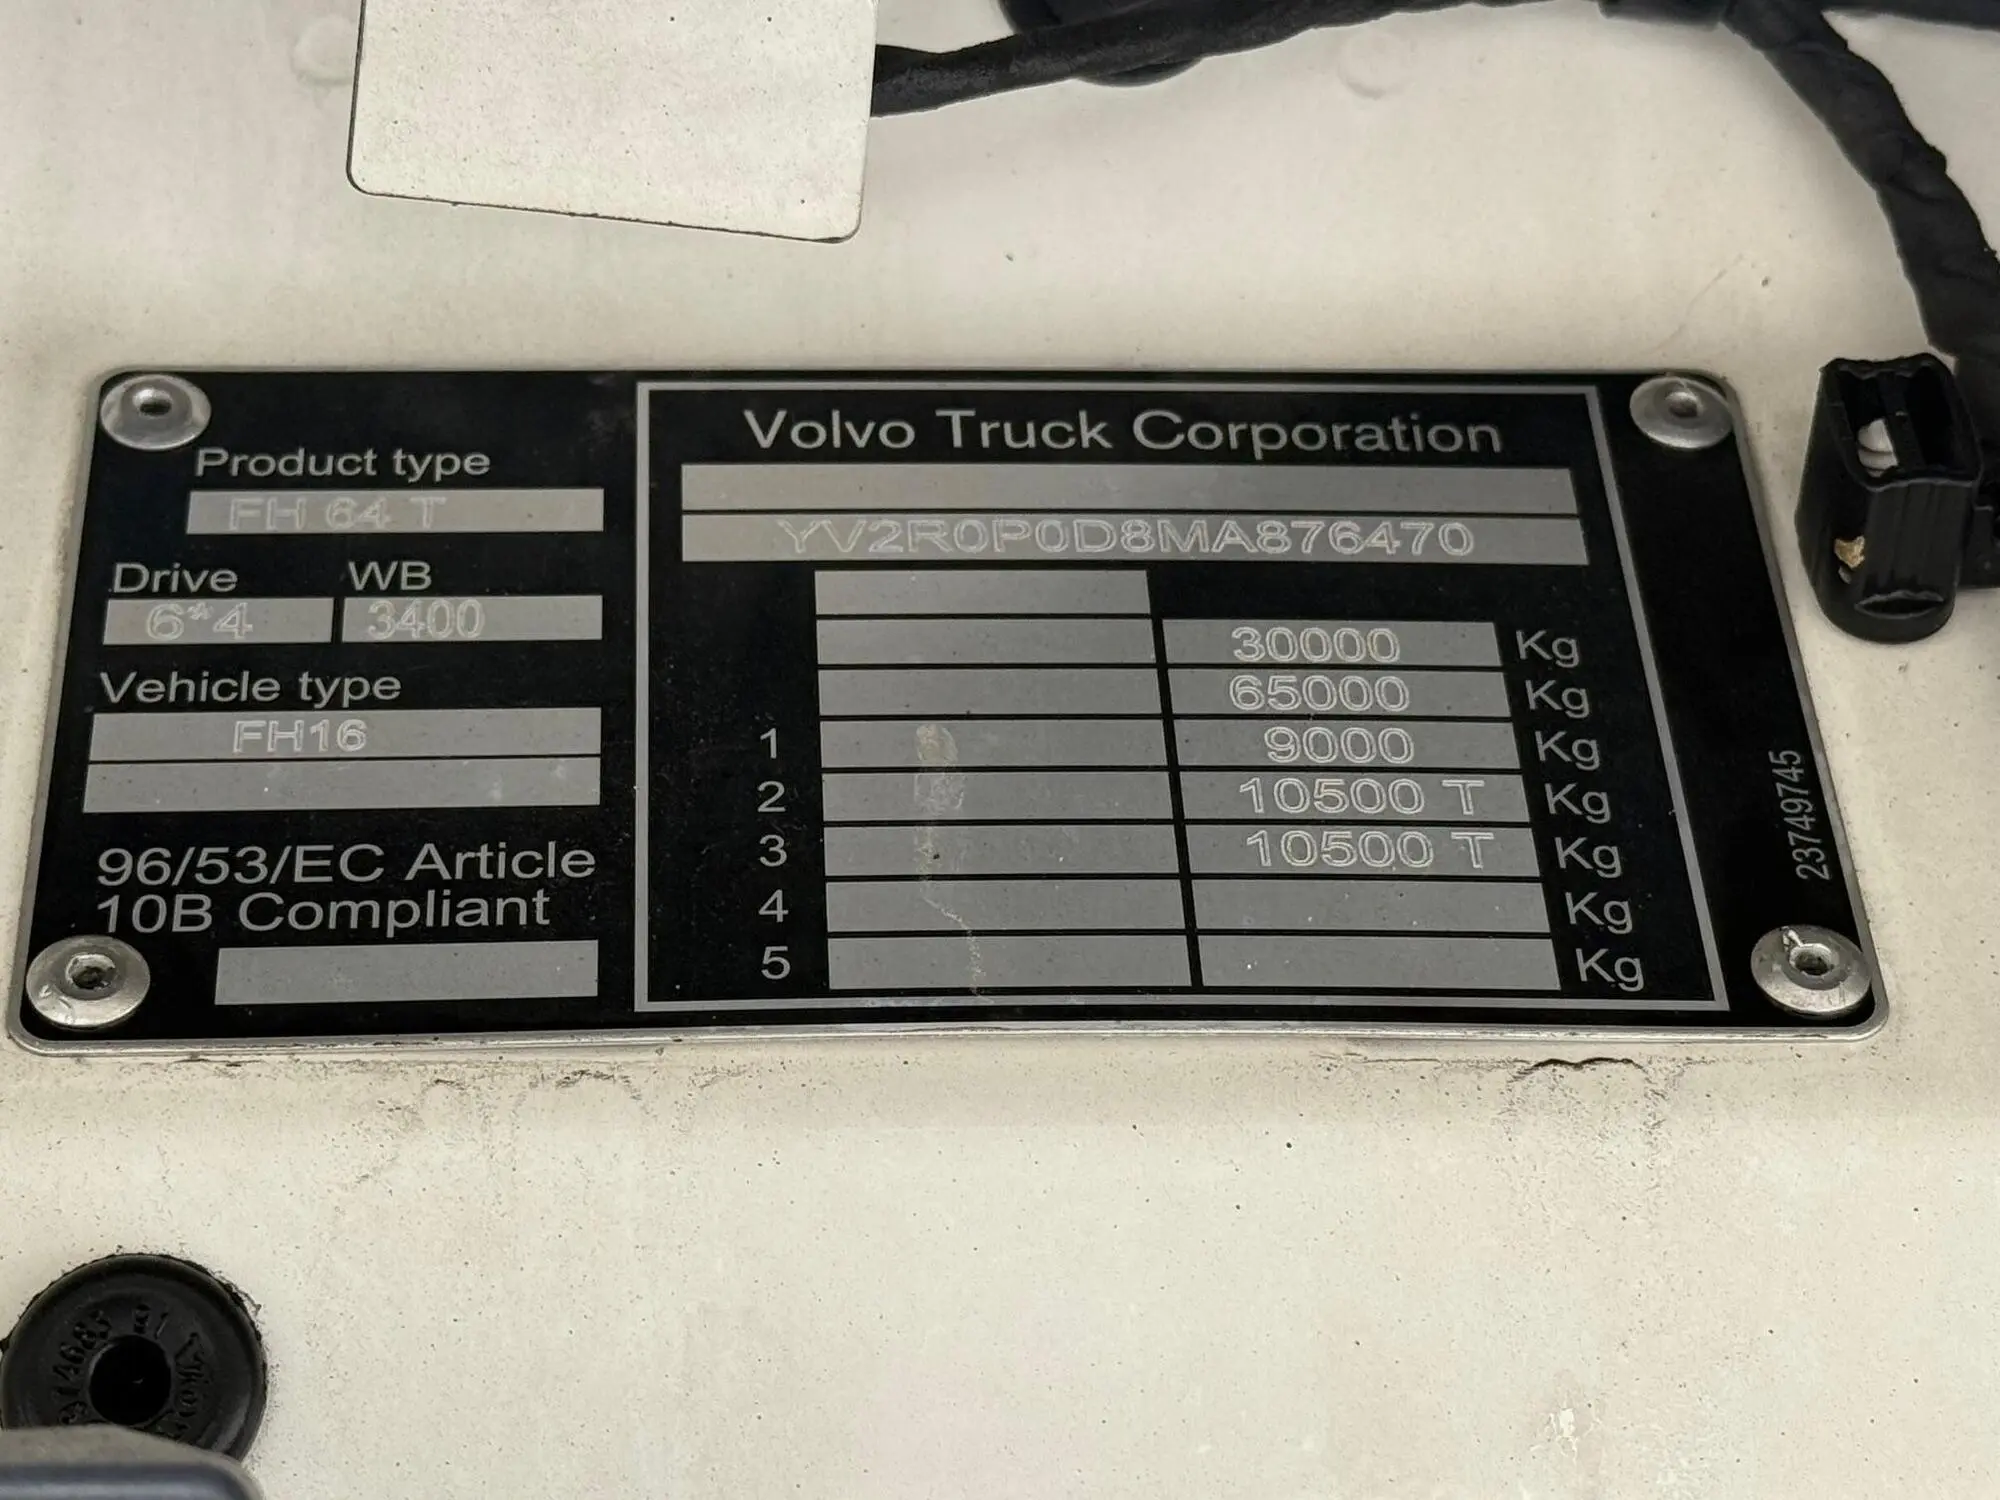 Product type
FH 64 T
Drive WB
6*4 3400
Vehicle type
FH16
96/53/EC Article
10B Compliant
Volvo Truck Corporation
YV2R0P0D8MA876470
30000 Kg
65000 Kg
1 9000 Kg
2 10500 T Kg
3 10500 T Kg
4 Kg
5 Kg
23749745